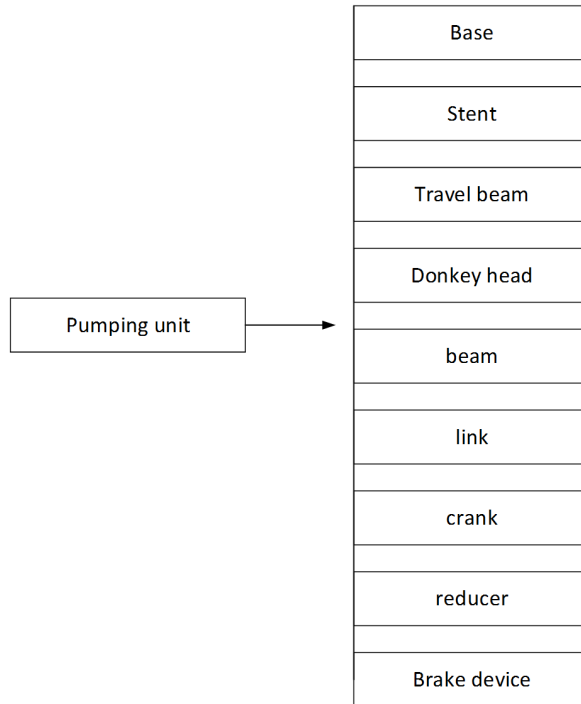 Base
Stent
Travel beam
Donkey head
Pumping unit
beam
link
crank
reducer
Brake device